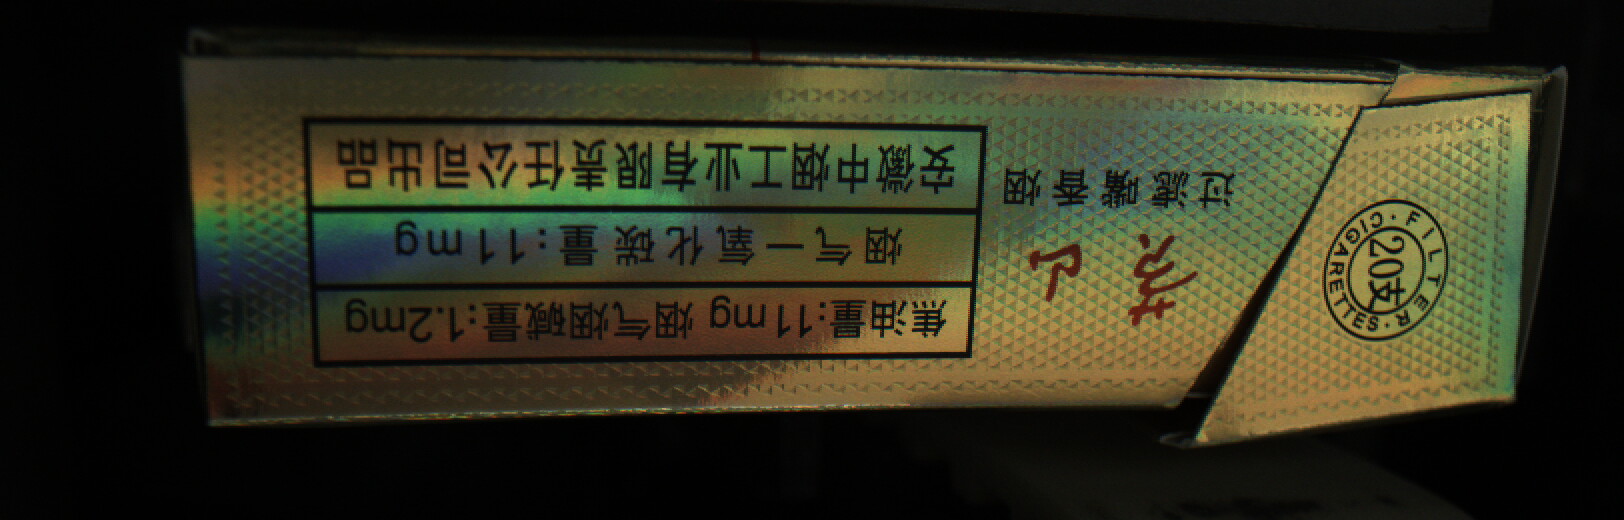 FILTER
CIGARETTES
20支
黄山
过滤嘴香烟
焦油量:11mg 烟气烟碱量:1.2mg
烟气一氧化碳量:11mg
安徽中烟工业有限责任公司出品